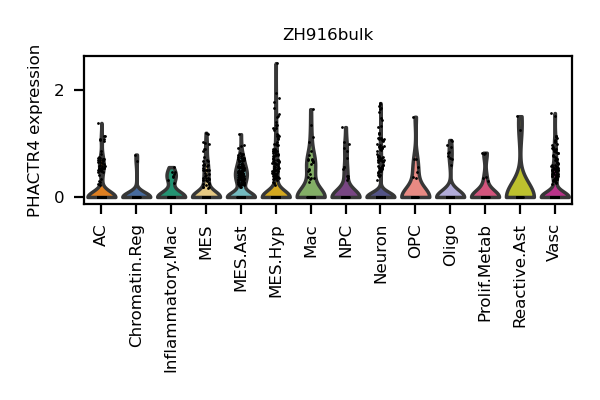 ZH916bulk
PHACTR4 expression
2
0
AC
Chromatin.Reg
Inflammatory.Mac
MES
MES.Ast
MES.Hyp
Mac
NPC
Neuron
OPC
Oligo
Prolif.Metab
Reactive.Ast
Vasc